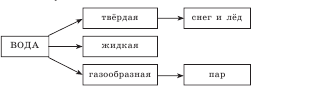 твёрдая
снег и лёд
ВОДА
жидкая
газообразная
пар